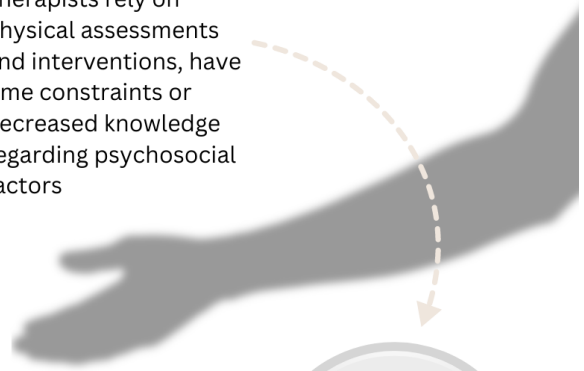 herapists rely on
hysical assessments
nd interventions, have
me constraints or
ecreased knowledge
egarding psychosocial
actors